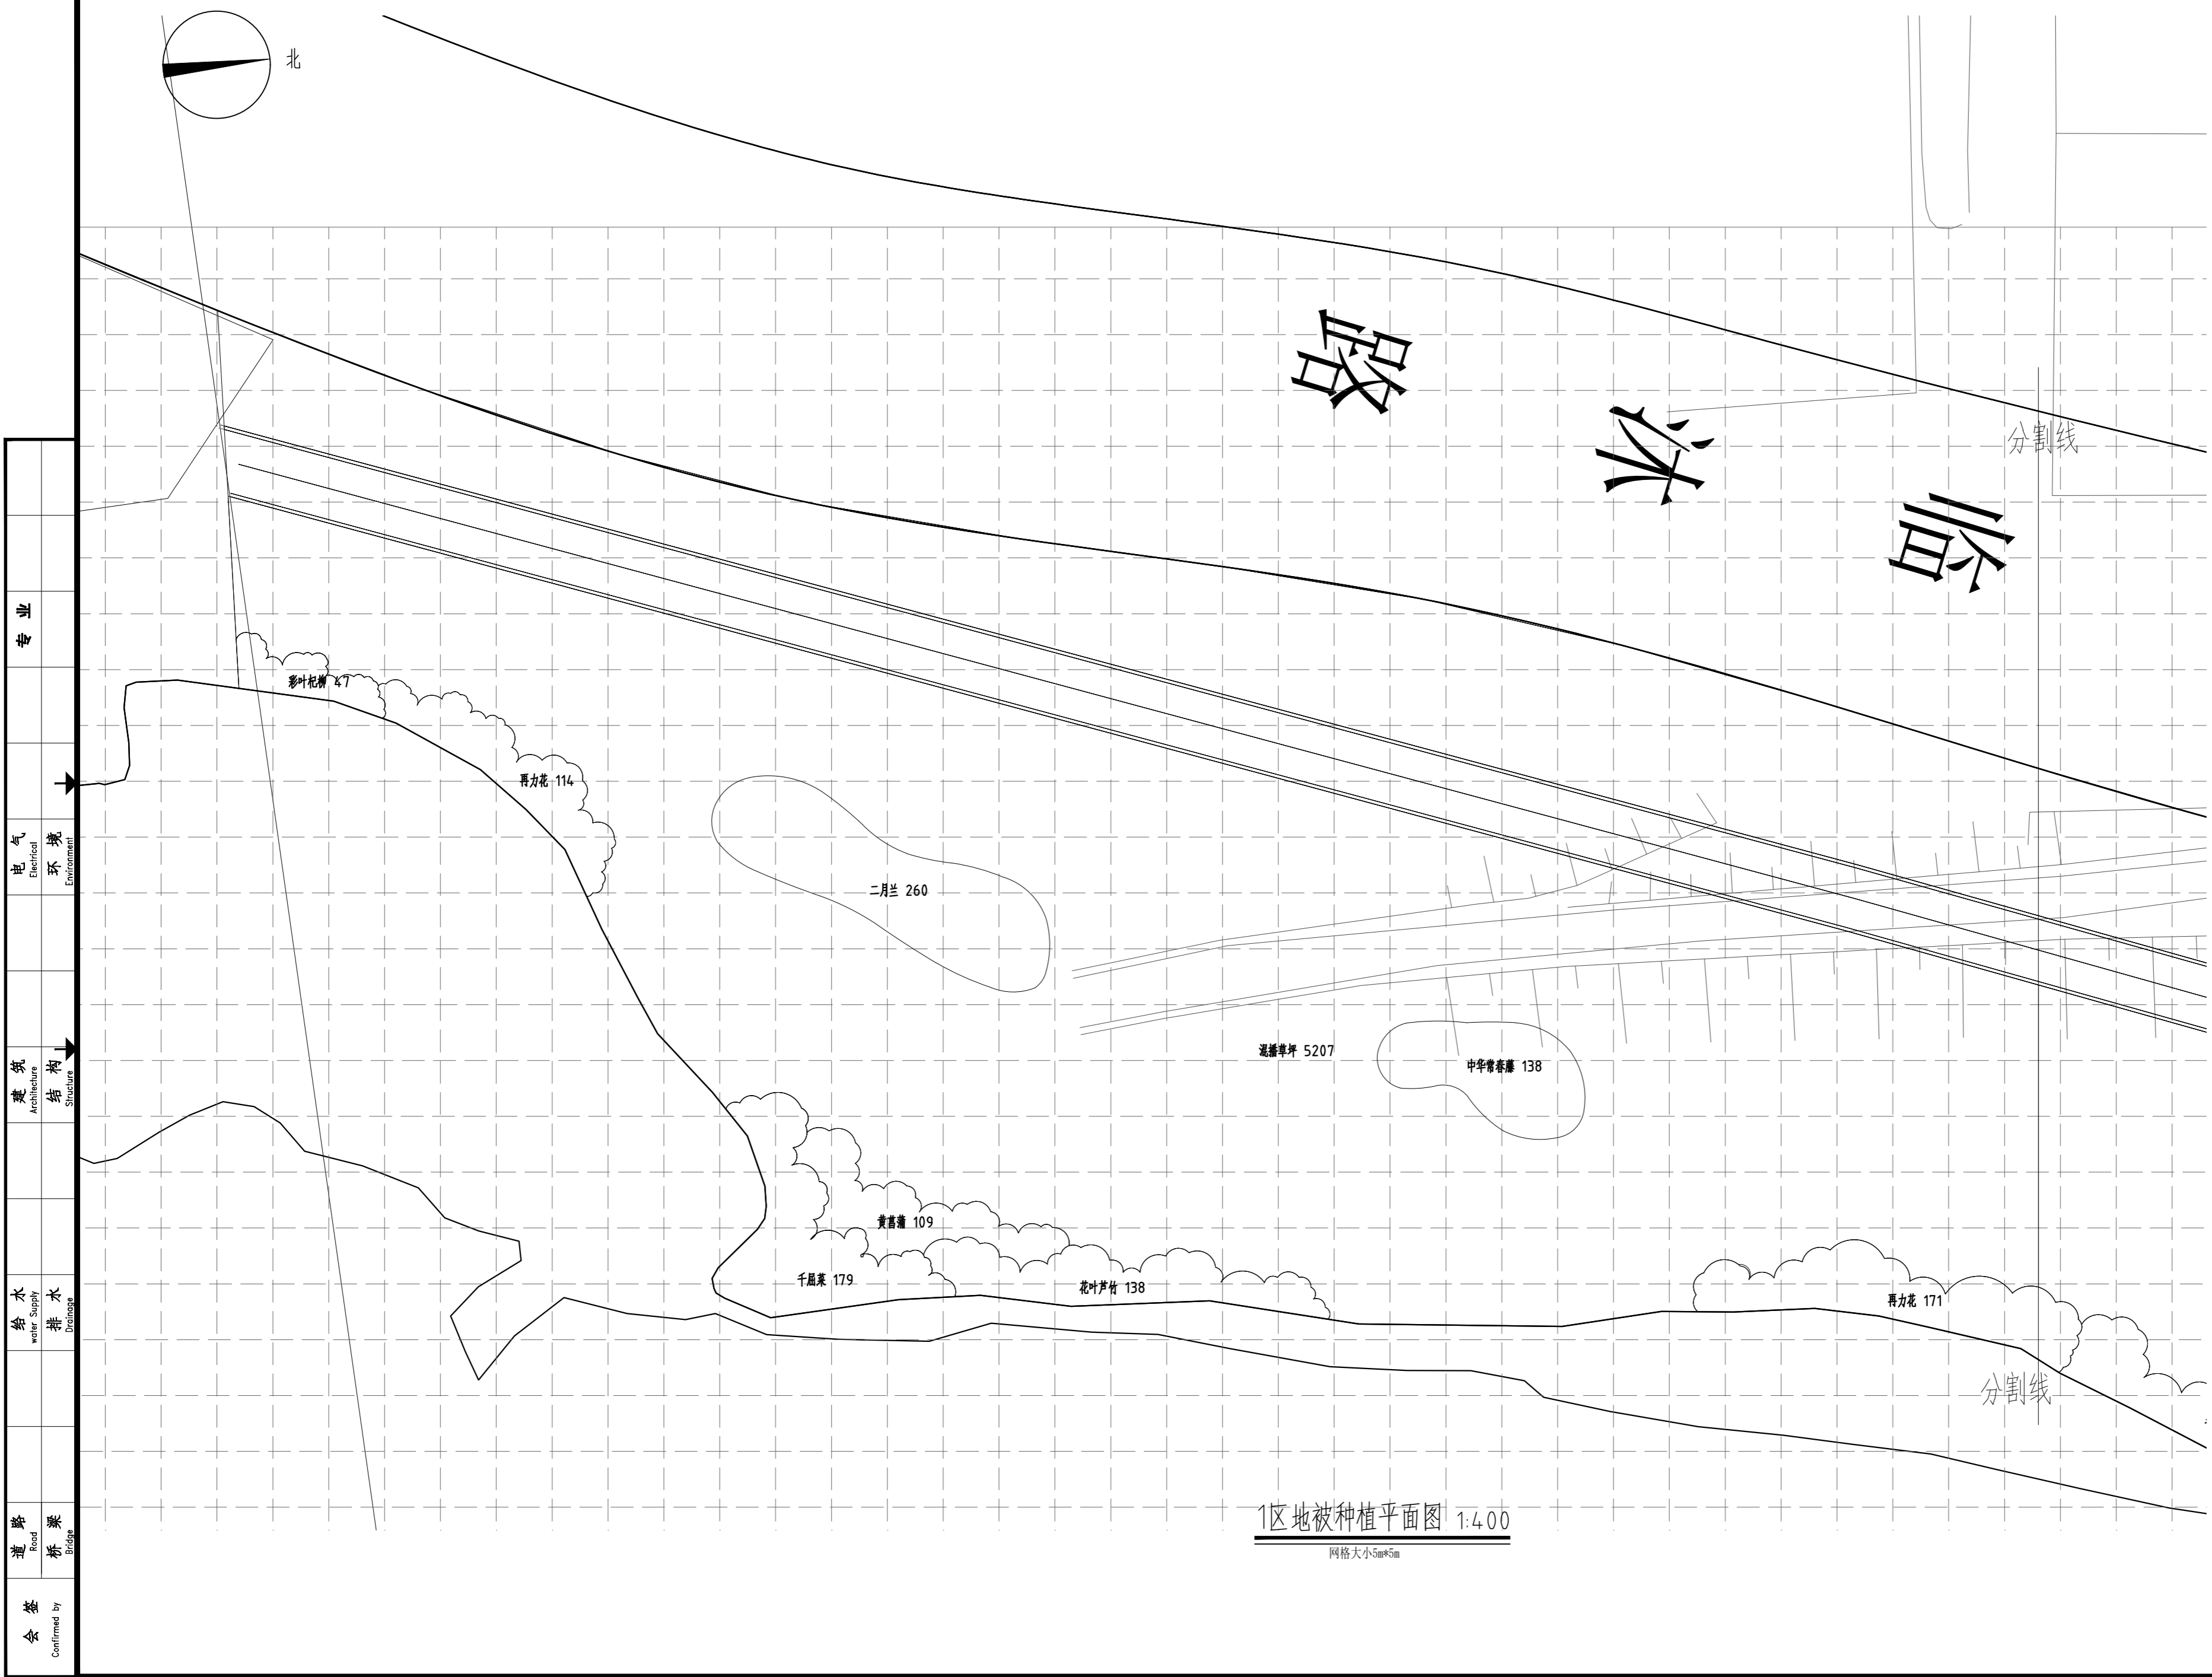 北
路
沭
临
分割线
彩叶杞柳 47
再力花 114
二月兰 260
混播草坪 5207
中华常春藤 138
黄菖蒲 109
千屈菜 179
花叶芦竹 138
再力花 171
分割线
1区地被种植平面图 1:400
网格大小5m*5m
专 业
电 气
Electrical
环 境
Environment
建 筑
Architecture
结 构
Structure
给 水
water Supply
排 水
Drainage
道 路
Road
桥 梁
Bridge
会 签
Confirmed by